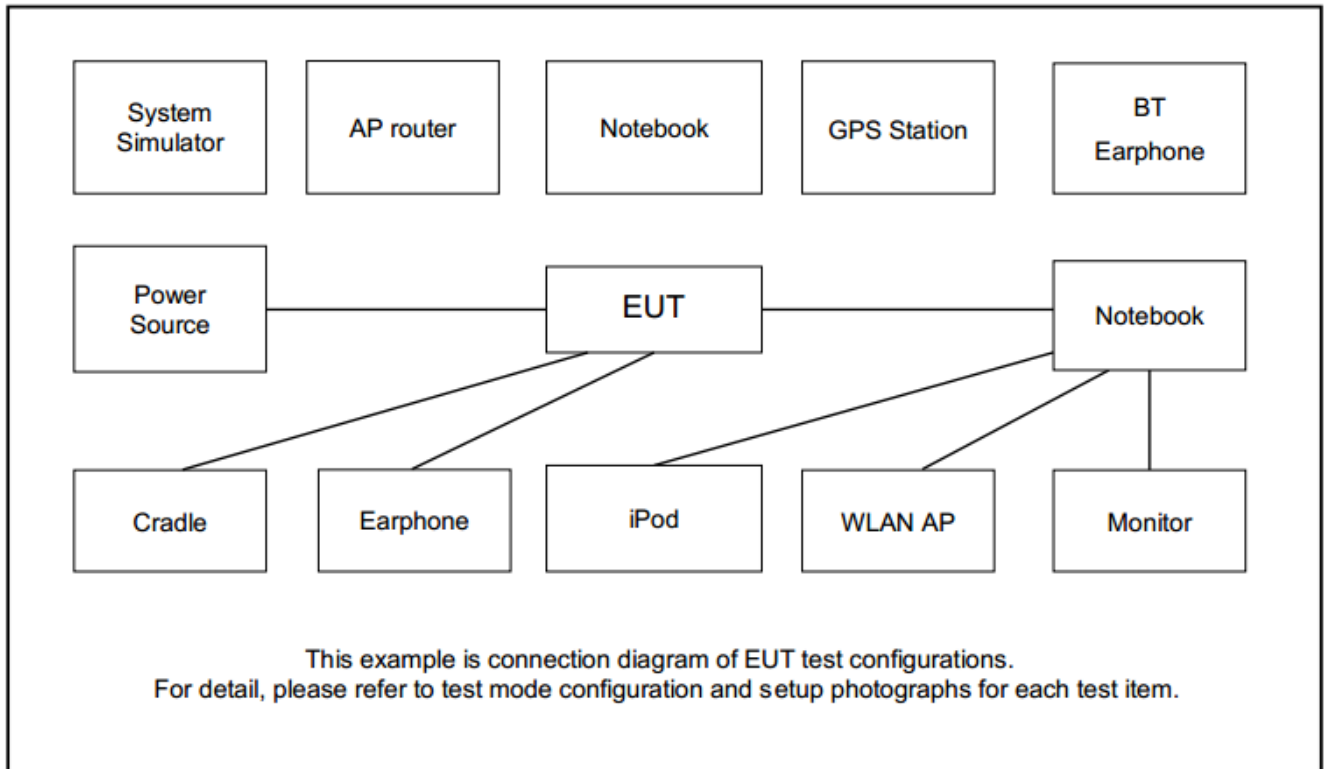 System
Simulator
AP router
Notebook
GPS Station
BT
Earphone
Power
Source
EUT
Notebook
Cradle
Earphone
iPod
WLAN AP
Monitor
This example is connection diagram of EUT test configurations.
For detail, please refer to test mode configuration and setup photographs for each test item.